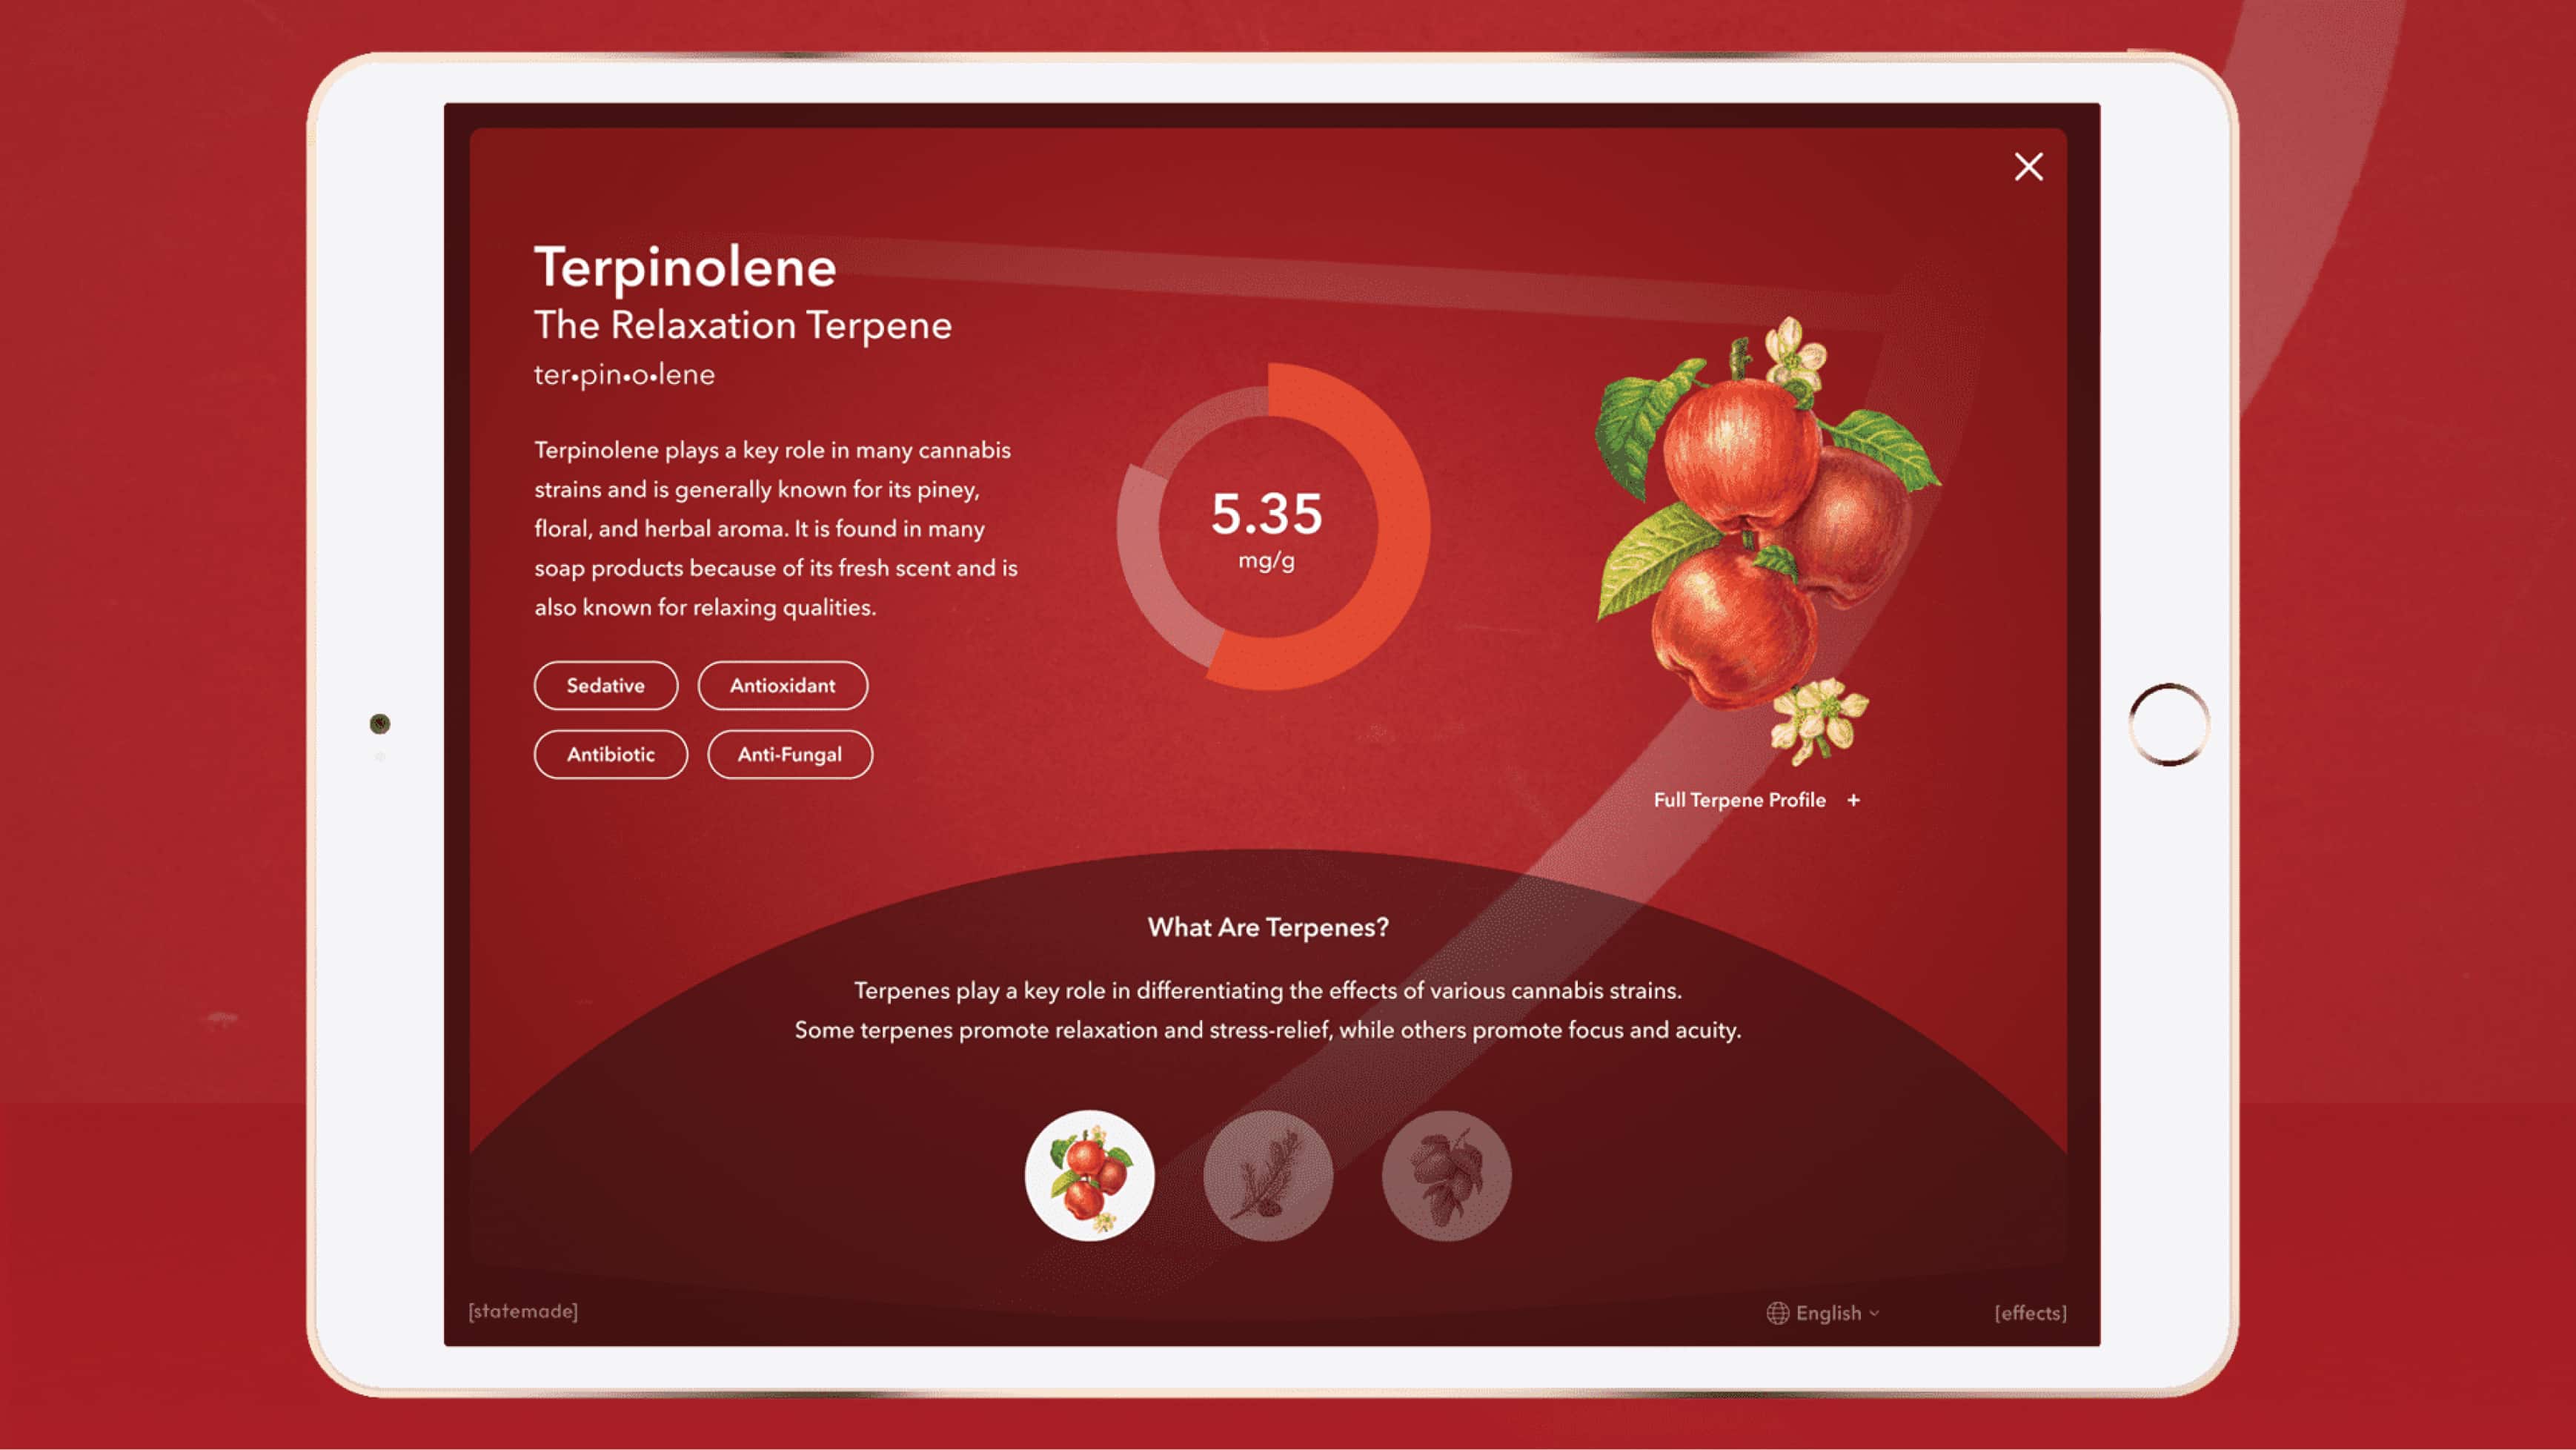 Terpinolene
The Relaxation Terpene
ter•pin•o•lene
Terpinolene plays a key role in many cannabis
strains and is generally known for its piney,
floral, and herbal aroma. It is found in many
soap products because of its fresh scent and is
also known for relaxing qualities.
Sedative
Antioxidant
Antibiotic
Anti-Fungal
5.35
mg/g
Full Terpene Profile +
What Are Terpenes?
Terpenes play a key role in differentiating the effects of various cannabis strains.
Some terpenes promote relaxation and stress-relief, while others promote focus and acuity.
[statemade]
English
[effects]